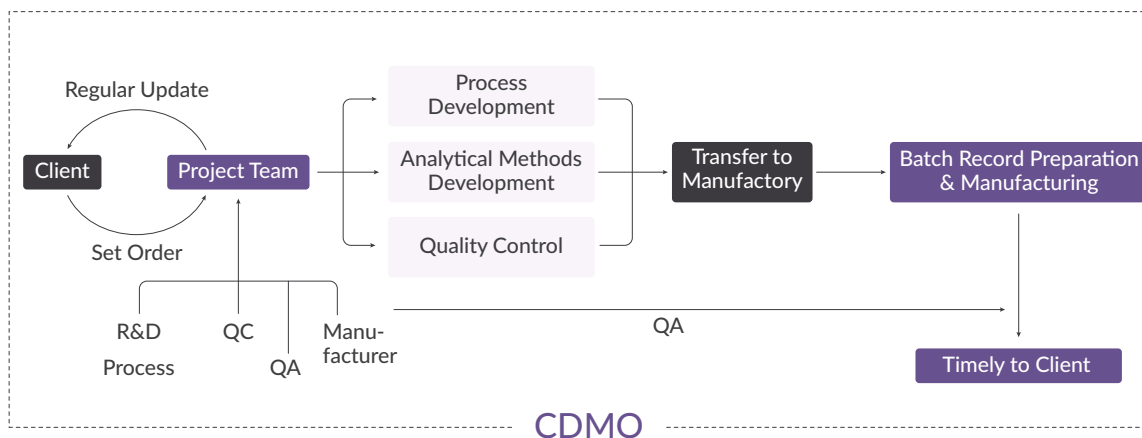 Regular Update
Client
Project Team
Set Order
R&D
Process
QC
QA
Manu-
facturer
Process
Development
Analytical Methods
Development
Quality Control
Transfer to
Manufactory
Batch Record Preparation
& Manufacturing
QA
Timely to Client
CDMO